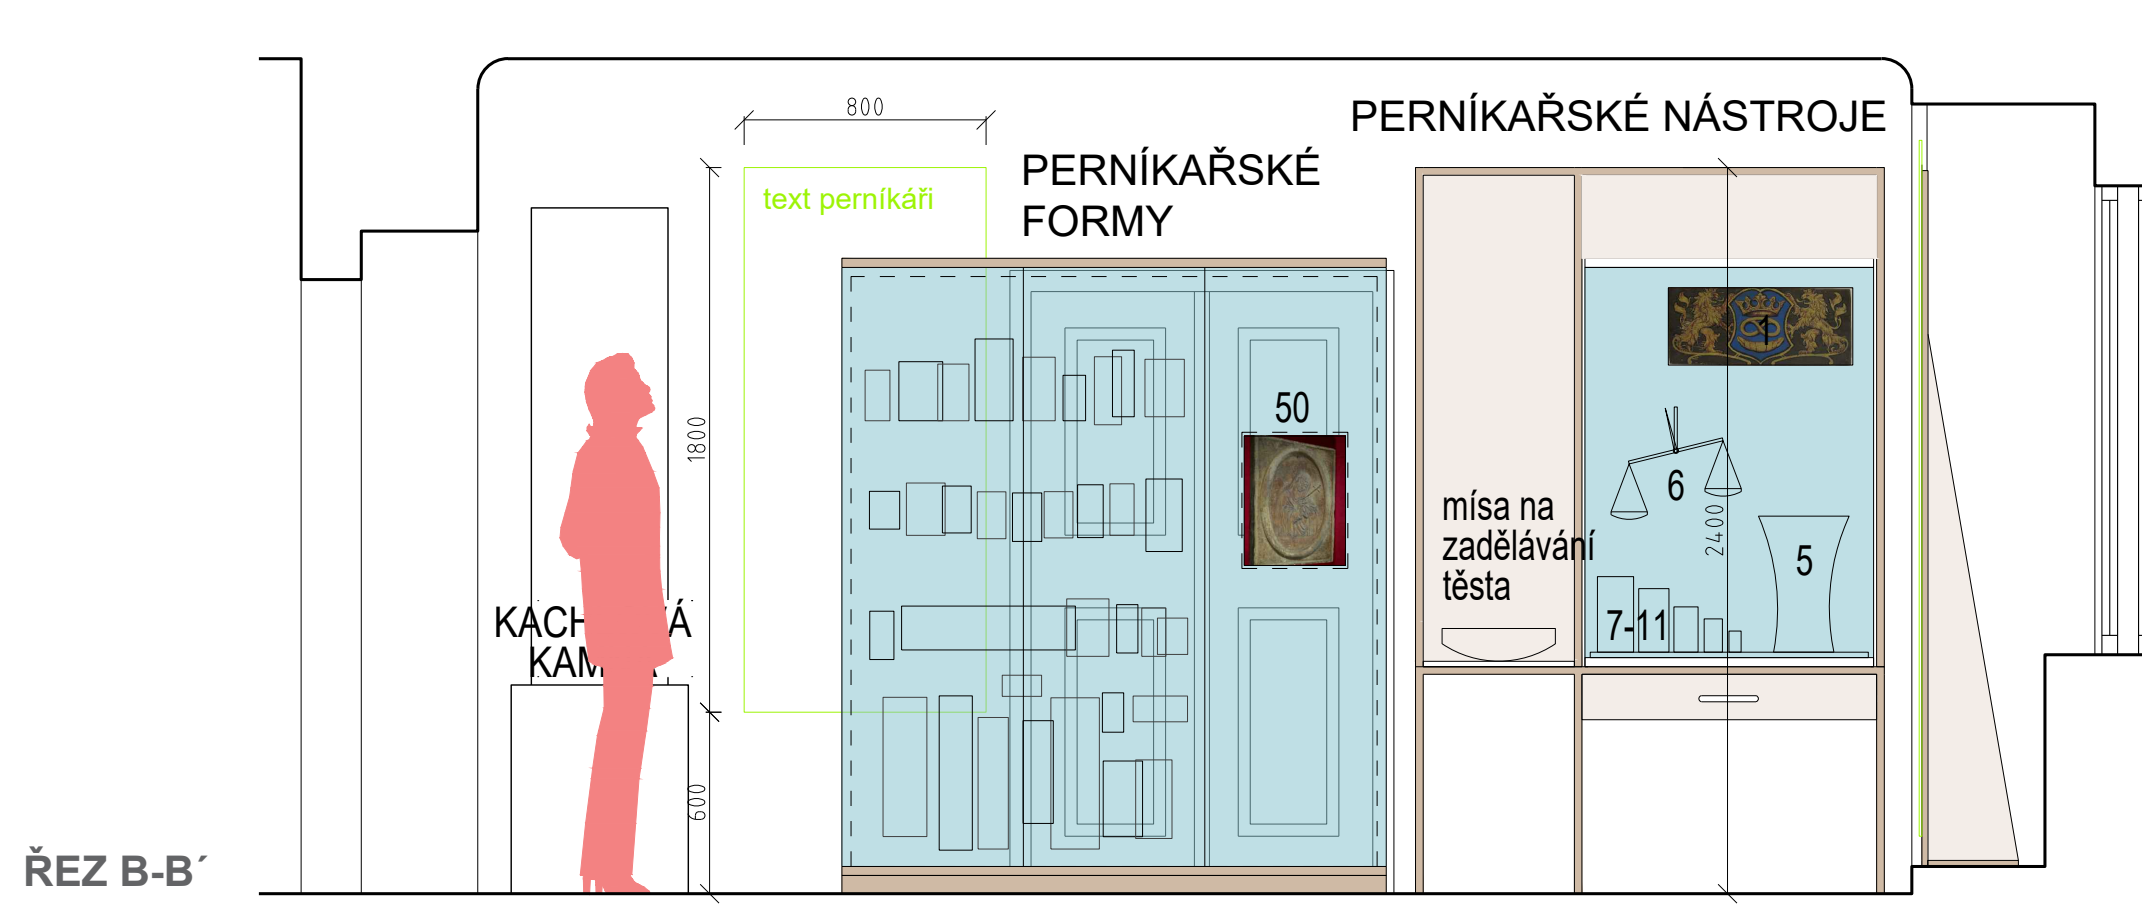 800
PERNÍKAŘSKÉ NÁSTROJE
PERNÍKAŘSKÉ
FORMY
text perníkáři
1
50
1800
6
mísa na
zadělávání
těsta
2400
5
7-11
600
ŘEZ B-B´